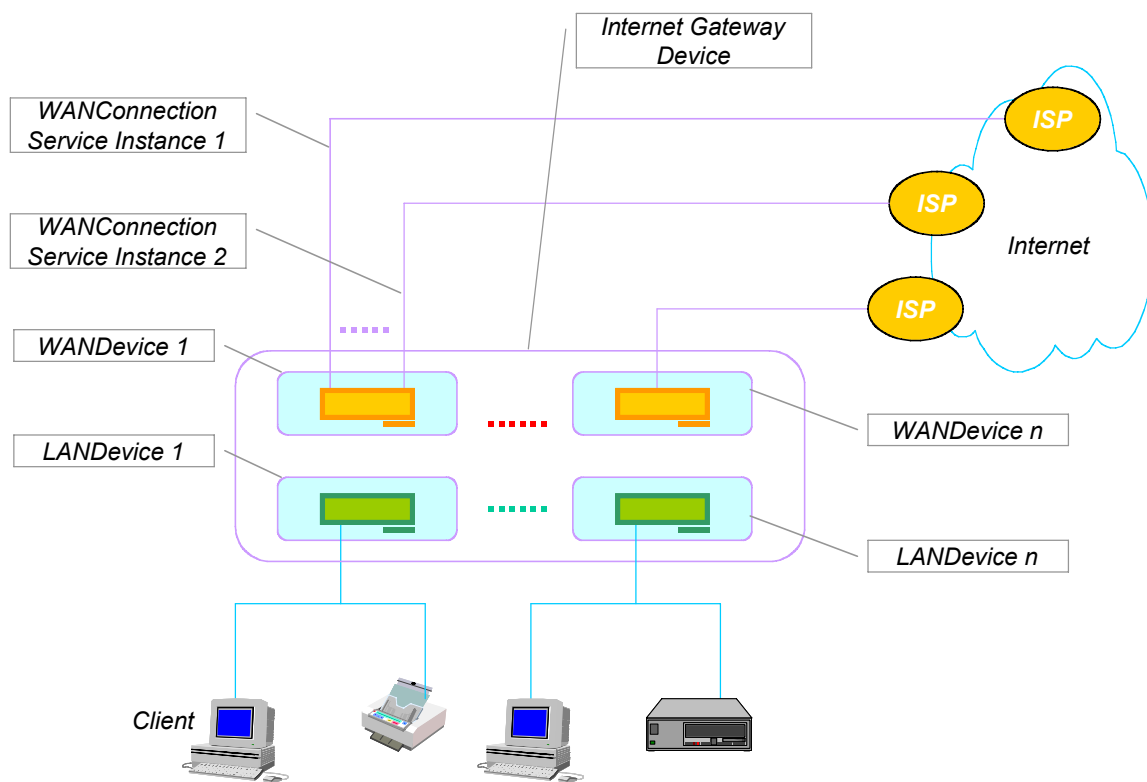 Internet Gateway
Device
WANConnection
Service Instance 1
ISP
ISP
WANConnection
Service Instance 2
Internet
ISP
WANDevice 1
WANDevice n
LANDevice 1
LANDevice n
Client